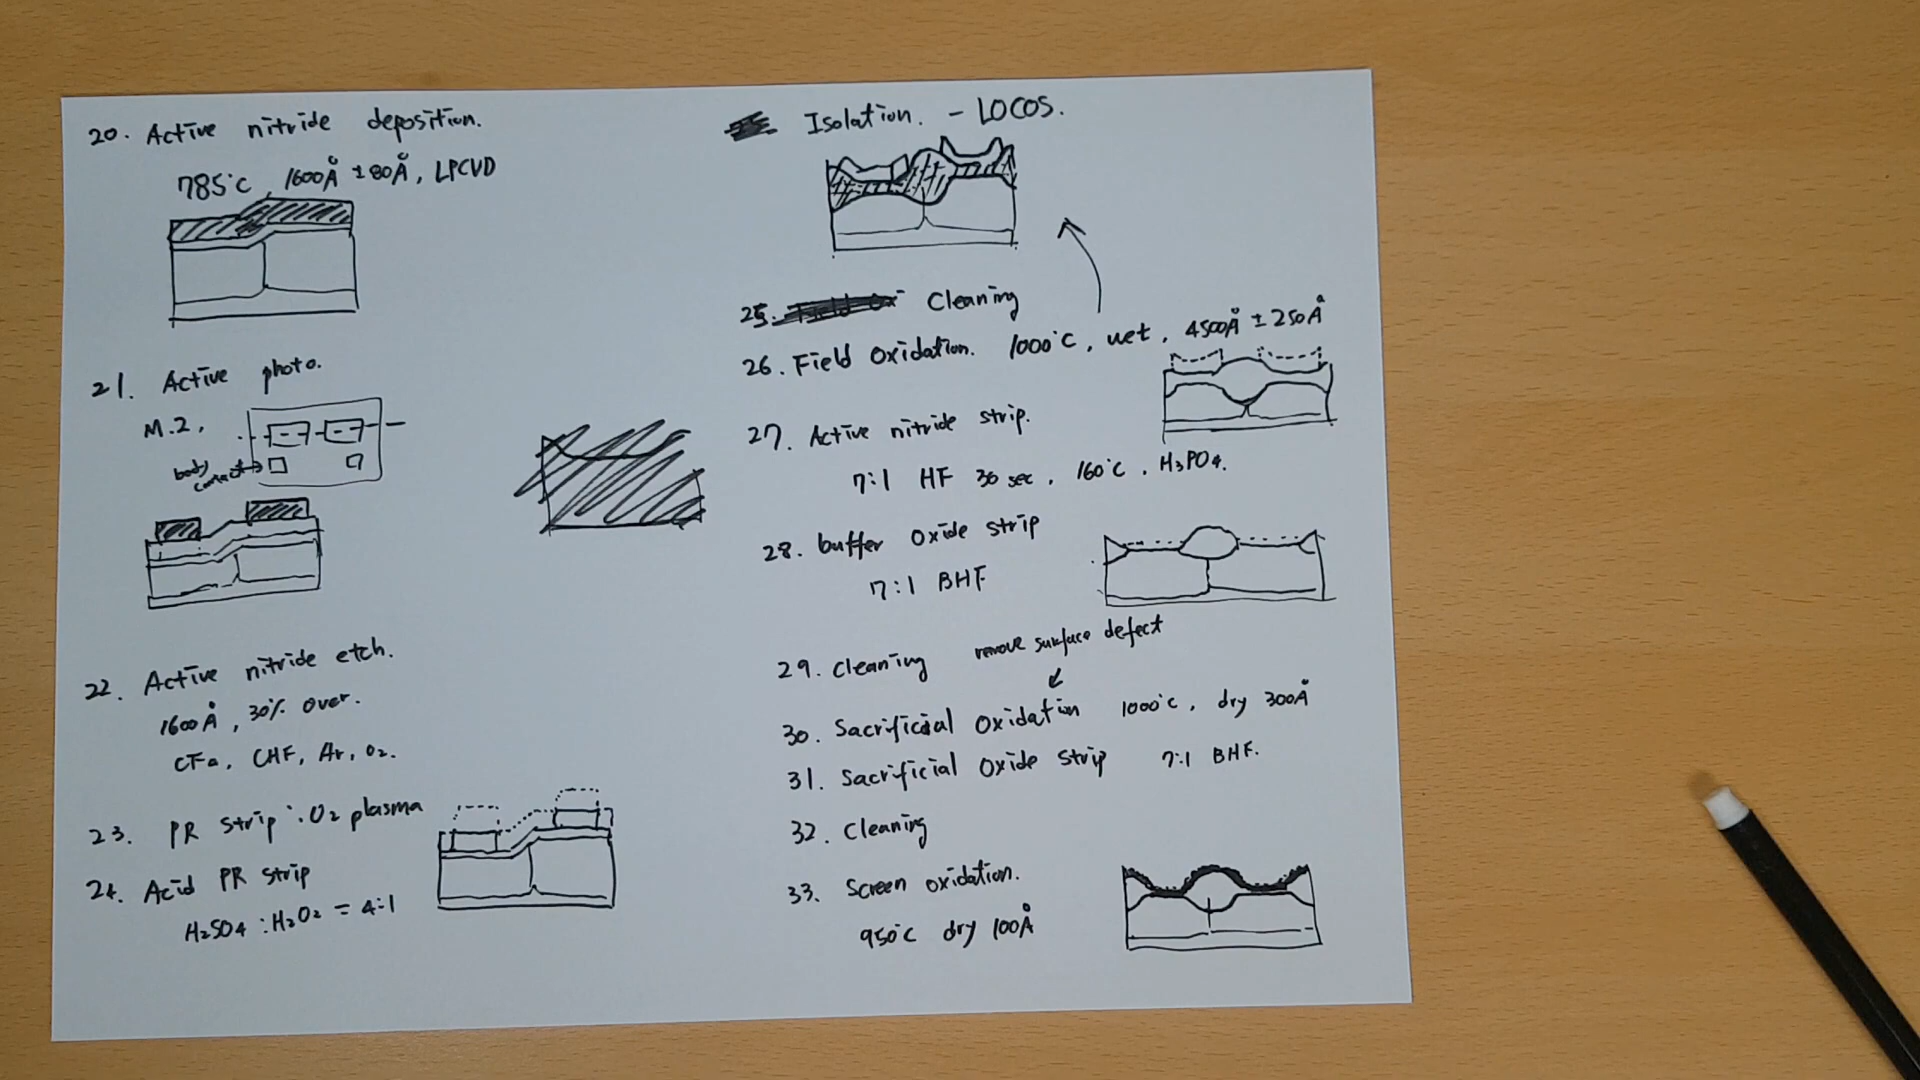 20. Active nitride deposition.
785°C, 1600Å ± 80Å, LPCVD
21. Active photo.
M.2,
body
contact
22. Active nitride etch.
1600Å, 30% over.
CF4, CHF, Ar, O2.
23. PR strip : O2 plasma
24. Acid PR strip
H2SO4 : H2O2 = 4:1
Isolation. - LOCOS.
25. Cleaning
26. Field Oxidation. 1000°C, wet, 4500Å ± 250Å
27. Active nitride strip.
7:1 HF 30 sec, 160°C, H3PO4.
28. buffer oxide strip
7:1 BHF
29. cleaning remove surface defect
30. Sacrificial Oxidation 1000°C, dry 300Å
31. Sacrificial Oxide Strip 7:1 BHF.
32. Cleaning
33. Screen oxidation.
950°C dry 100Å